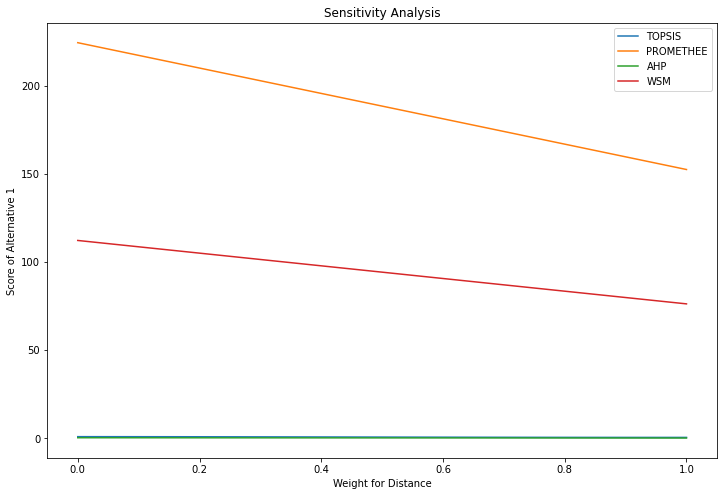 Sensitivity Analysis
TOPSIS
PROMETHEE
AHP
WSM
200
150
100
50
0
Score of Alternative 1
0.0 0.2 0.4 0.6 0.8 1.0
Weight for Distance